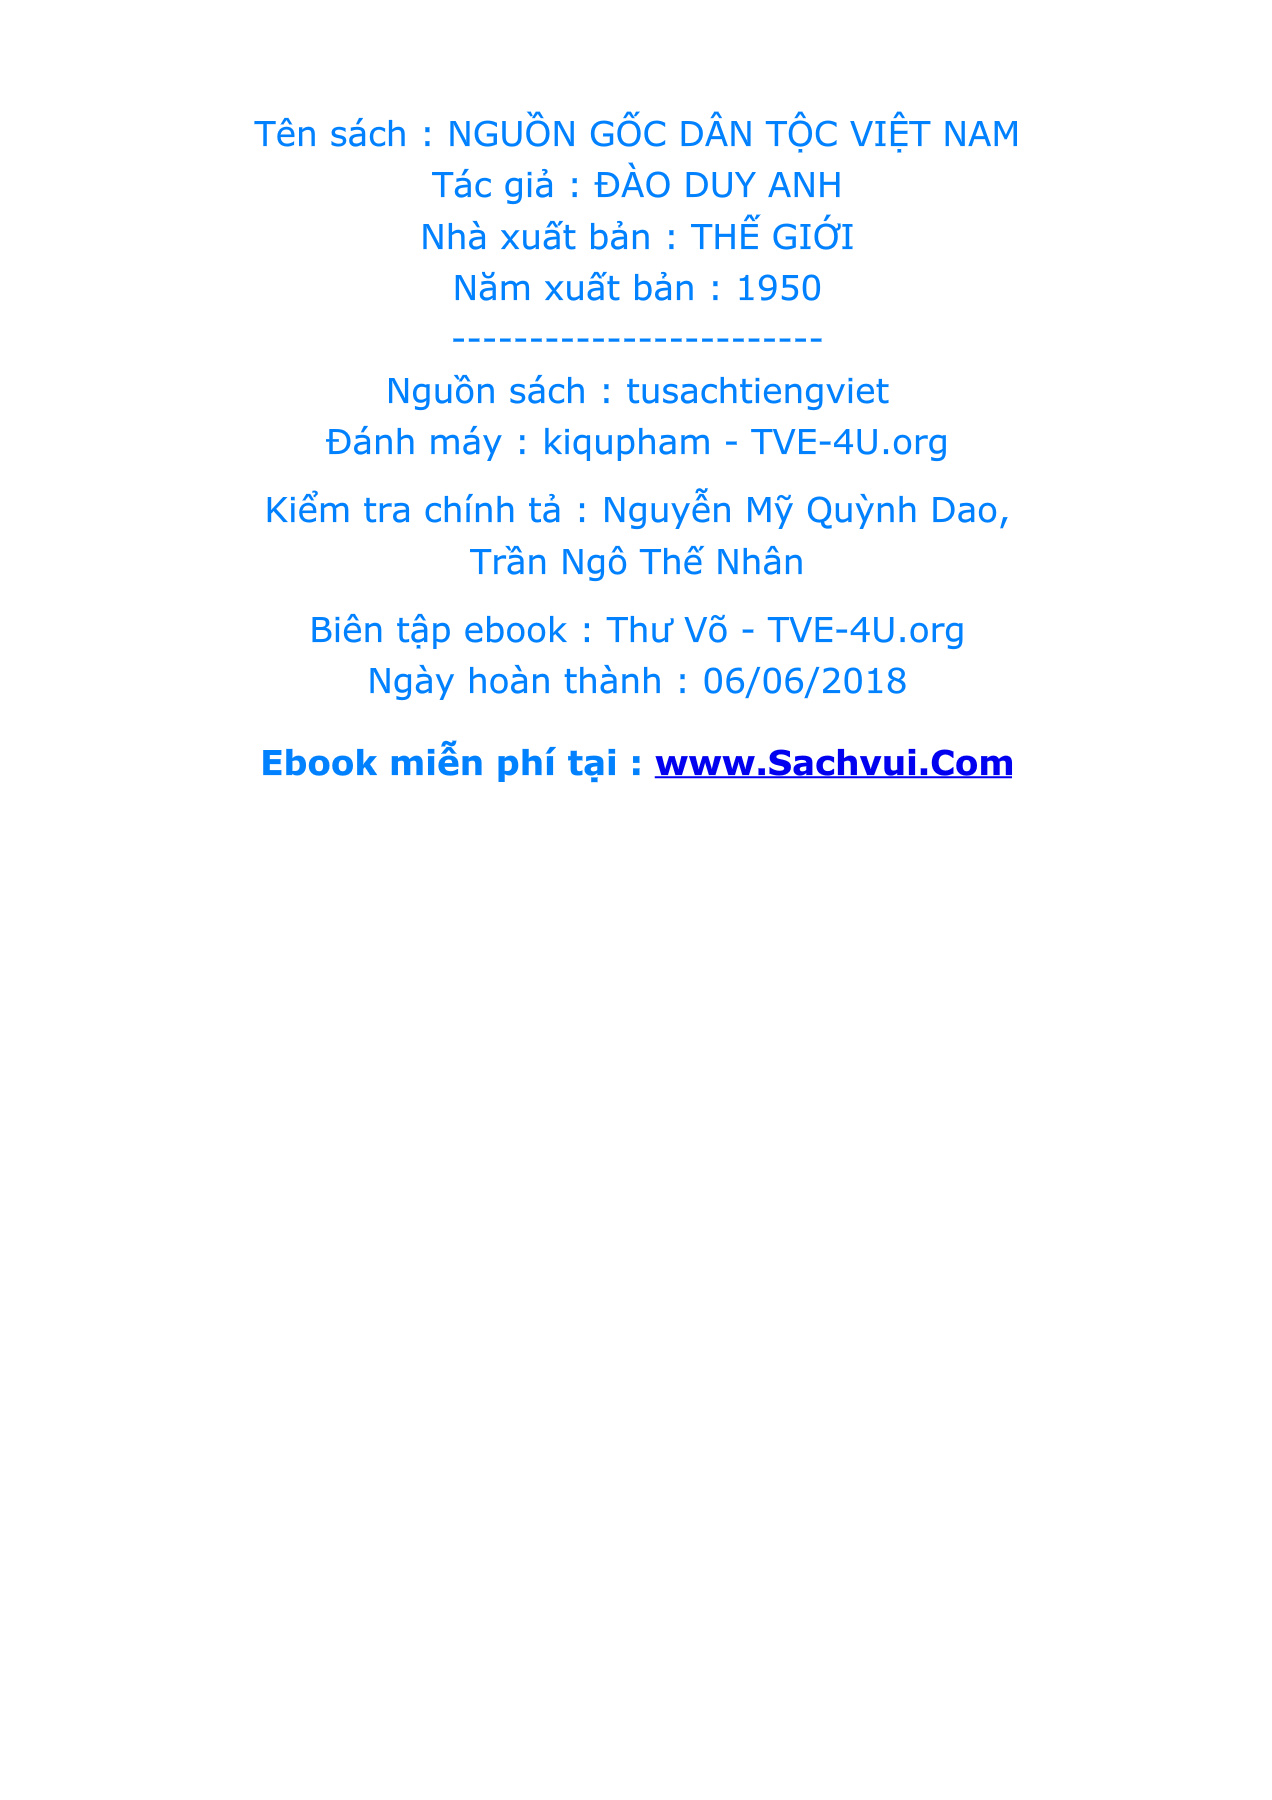 Tên sách : NGUỒN GỐC DÂN TỘC VIỆT NAM
Tác giả : ĐÀO DUY ANH
Nhà xuất bản : THẾ GIỚI
Năm xuất bản : 1950
------------------------
Nguồn sách : tusachtiengviet
Đánh máy : kiqupham - TVE-4U.org
Kiểm tra chính tả : Nguyễn Mỹ Quỳnh Dao,
Trần Ngô Thế Nhân
Biên tập ebook : Thư Võ - TVE-4U.org
Ngày hoàn thành : 06/06/2018
Ebook miễn phí tại : www.Sachvui.Com